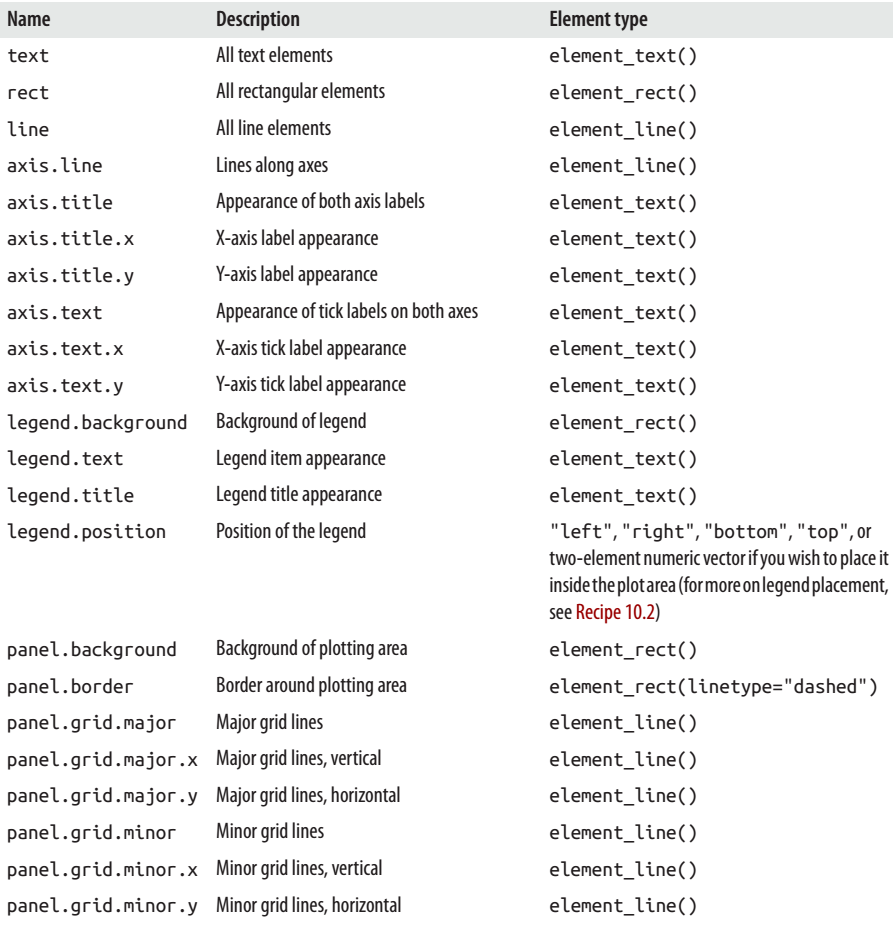 Name Description Element type
text All text elements element_text()
rect All rectangular elements element_rect()
line All line elements element_line()
axis.line Lines along axes element_line()
axis.title Appearance of both axis labels element_text()
axis.title.x X-axis label appearance element_text()
axis.title.y Y-axis label appearance element_text()
axis.text Appearance of tick labels on both axes element_text()
axis.text.x X-axis tick label appearance element_text()
axis.text.y Y-axis tick label appearance element_text()
legend.background Background of legend element_rect()
legend.text Legend item appearance element_text()
legend.title Legend title appearance element_text()
legend.position Position of the legend "left", "right", "bottom", "top", or
two-element numeric vector if you wish to place it
inside the plot area (for more on legend placement,
see Recipe 10.2)
panel.background Background of plotting area element_rect()
panel.border Border around plotting area element_rect(linetype="dashed")
panel.grid.major Major grid lines element_line()
panel.grid.major.x Major grid lines, vertical element_line()
panel.grid.major.y Major grid lines, horizontal element_line()
panel.grid.minor Minor grid lines element_line()
panel.grid.minor.x Minor grid lines, vertical element_line()
panel.grid.minor.y Minor grid lines, horizontal element_line()